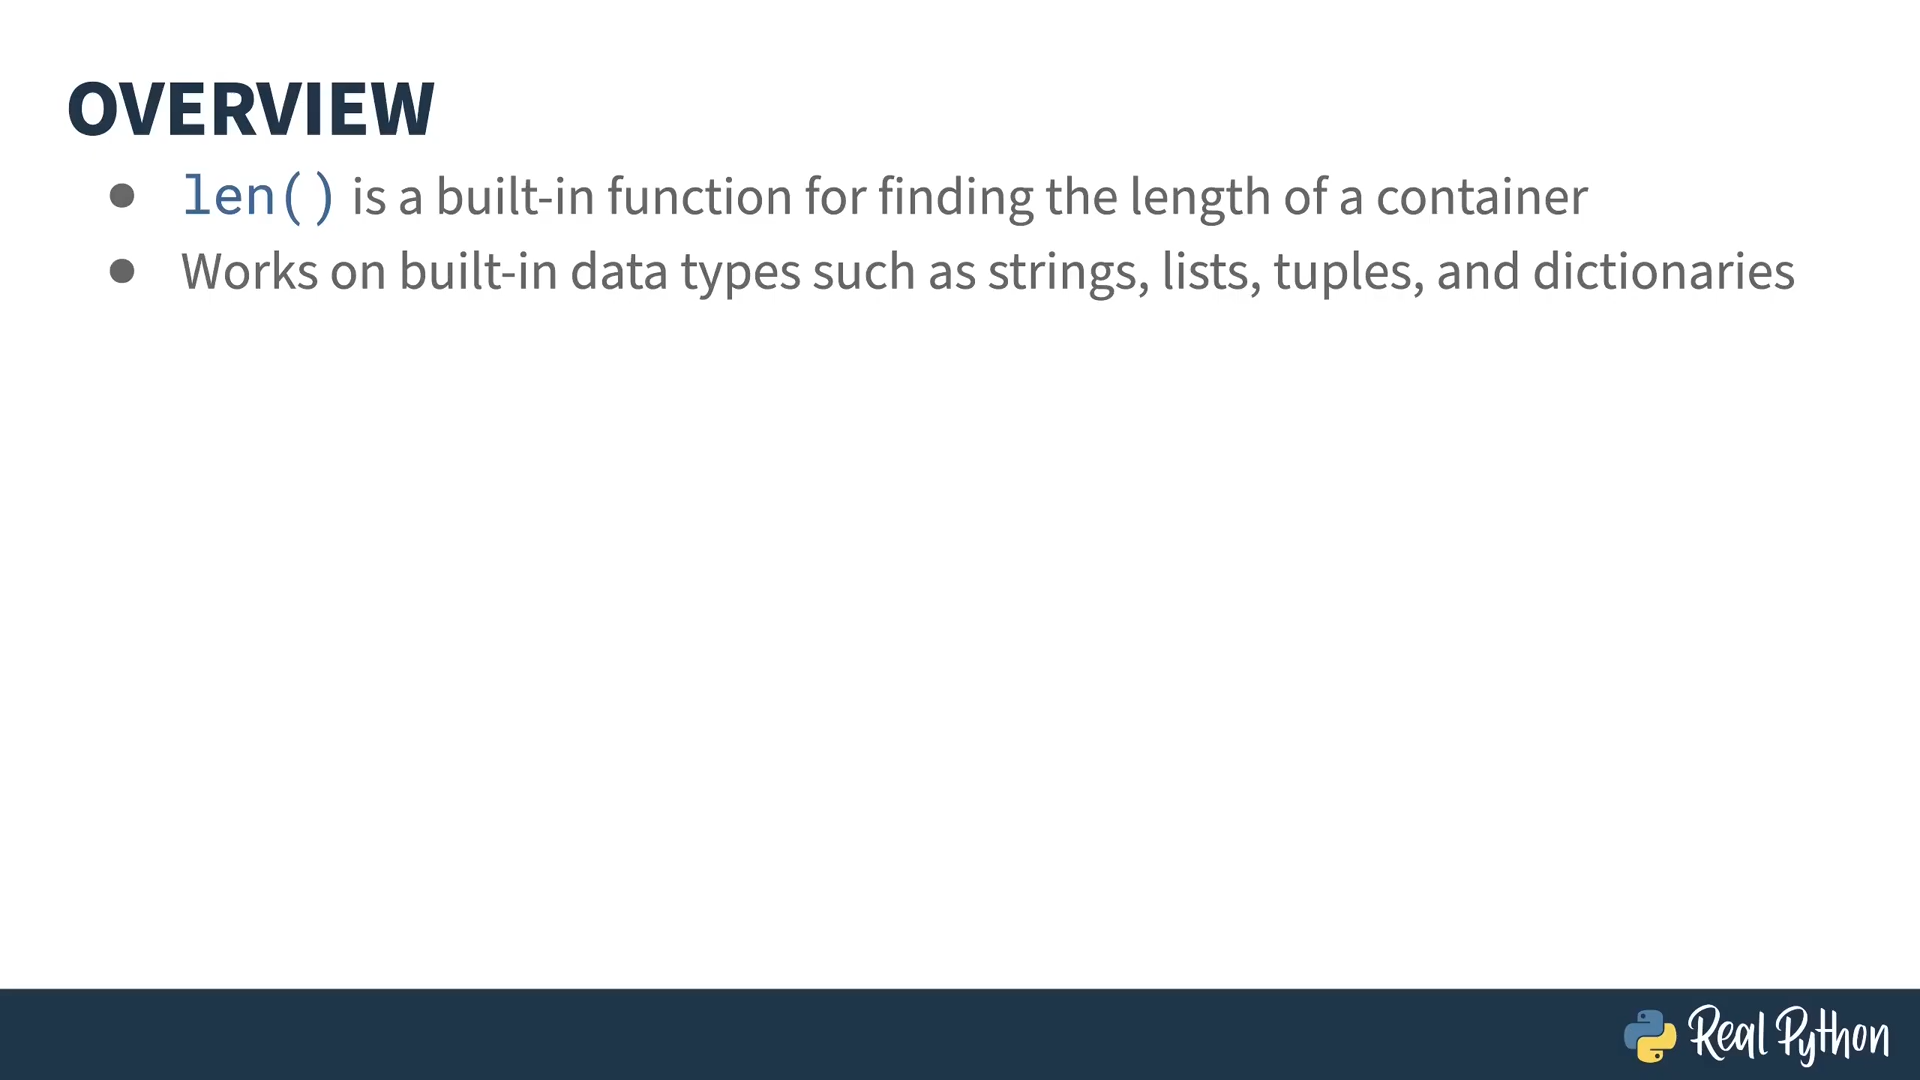 OVERVIEW
● len() is a built-in function for finding the length of a container
● Works on built-in data types such as strings, lists, tuples, and dictionaries
Real Python